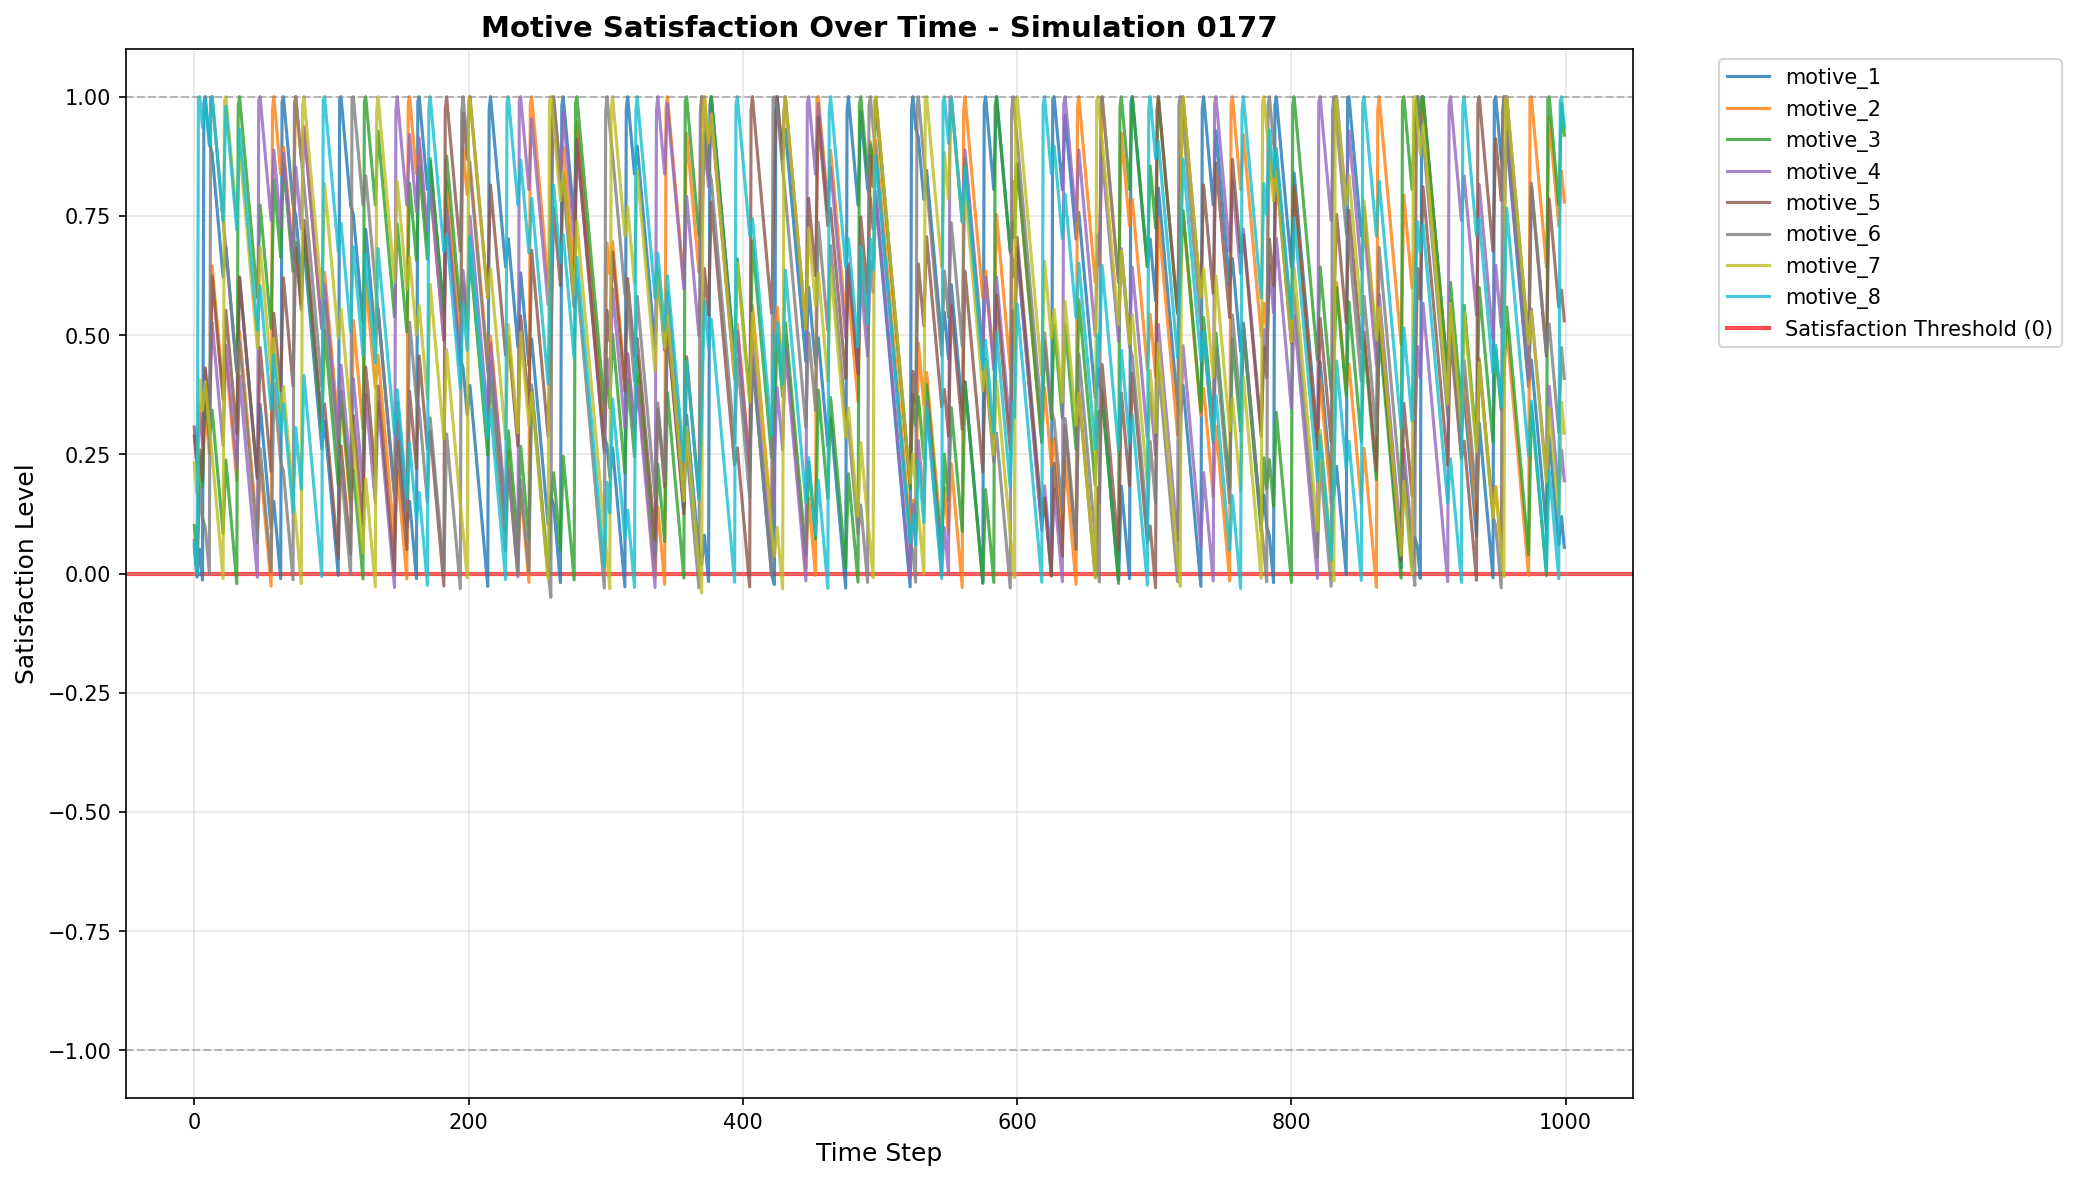 Motive Satisfaction Over Time - Simulation 0177
Satisfaction Level
1.00
0.75
0.50
0.25
0.00
−0.25
−0.50
−0.75
−1.00
0
200
400
600
800
1000
Time Step
motive_1
motive_2
motive_3
motive_4
motive_5
motive_6
motive_7
motive_8
Satisfaction Threshold (0)